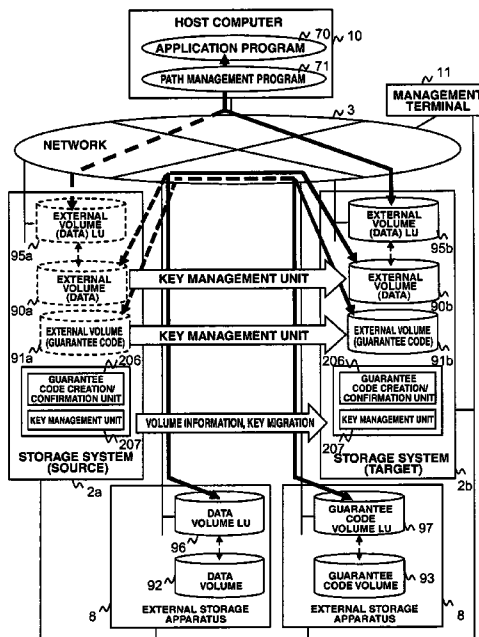 HOST COMPUTER
70
10
APPLICATION PROGRAM
71
PATH MANAGEMENT PROGRAM
11
3
MANAGEMENT
TERMINAL
NETWORK
EXTERNAL
VOLUME
(DATA) LU
95a
EXTERNAL
VOLUME
(DATA) LU
95b
EXTERNAL
VOLUME
(DATA)
90a
KEY MANAGEMENT UNIT
EXTERNAL
VOLUME
(DATA)
90b
EXTERNAL VOLUME
(GUARANTEE CODE)
91a
KEY MANAGEMENT UNIT
EXTERNAL VOLUME
(GUARANTEE CODE)
91b
206
GUARANTEE
CODE CREATION/
CONFIRMATION UNIT
KEY MANAGEMENT UNIT
207
STORAGE SYSTEM
(SOURCE)
2a
VOLUME INFORMATION, KEY MIGRATION
206
GUARANTEE
CODE CREATION/
CONFIRMATION UNIT
KEY MANAGEMENT UNIT
207
STORAGE SYSTEM
(TARGET)
2b
DATA
VOLUME LU
96
92
DATA
VOLUME
8
EXTERNAL STORAGE
APPARATUS
GUARANTEE
CODE
VOLUME LU
97
GUARANTEE
CODE VOLUME
93
EXTERNAL STORAGE
APPARATUS
8